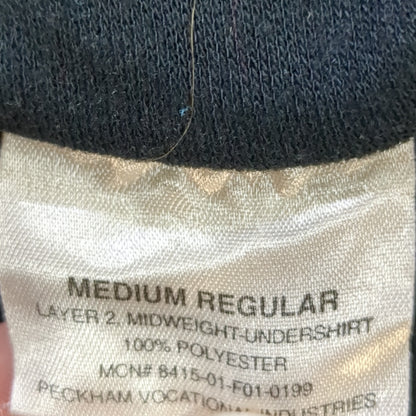 MEDIUM REGULAR
LAYER 2, MIDWEIGHT-UNDERSHIRT
100% POLYESTER
MCN# 8415-01-F01-0199
PECKHAM VOCATIONAL INDUSTRIES